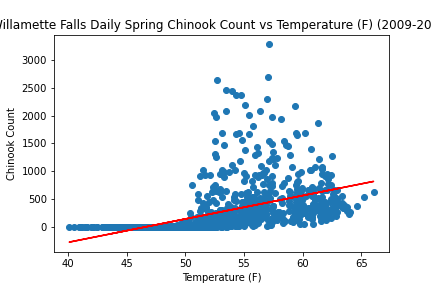 Willamette Falls Daily Spring Chinook Count vs Temperature (F) (2009-20
Chinook Count
3000
2500
2000
1500
1000
500
0
40 45 50 55 60 65
Temperature (F)